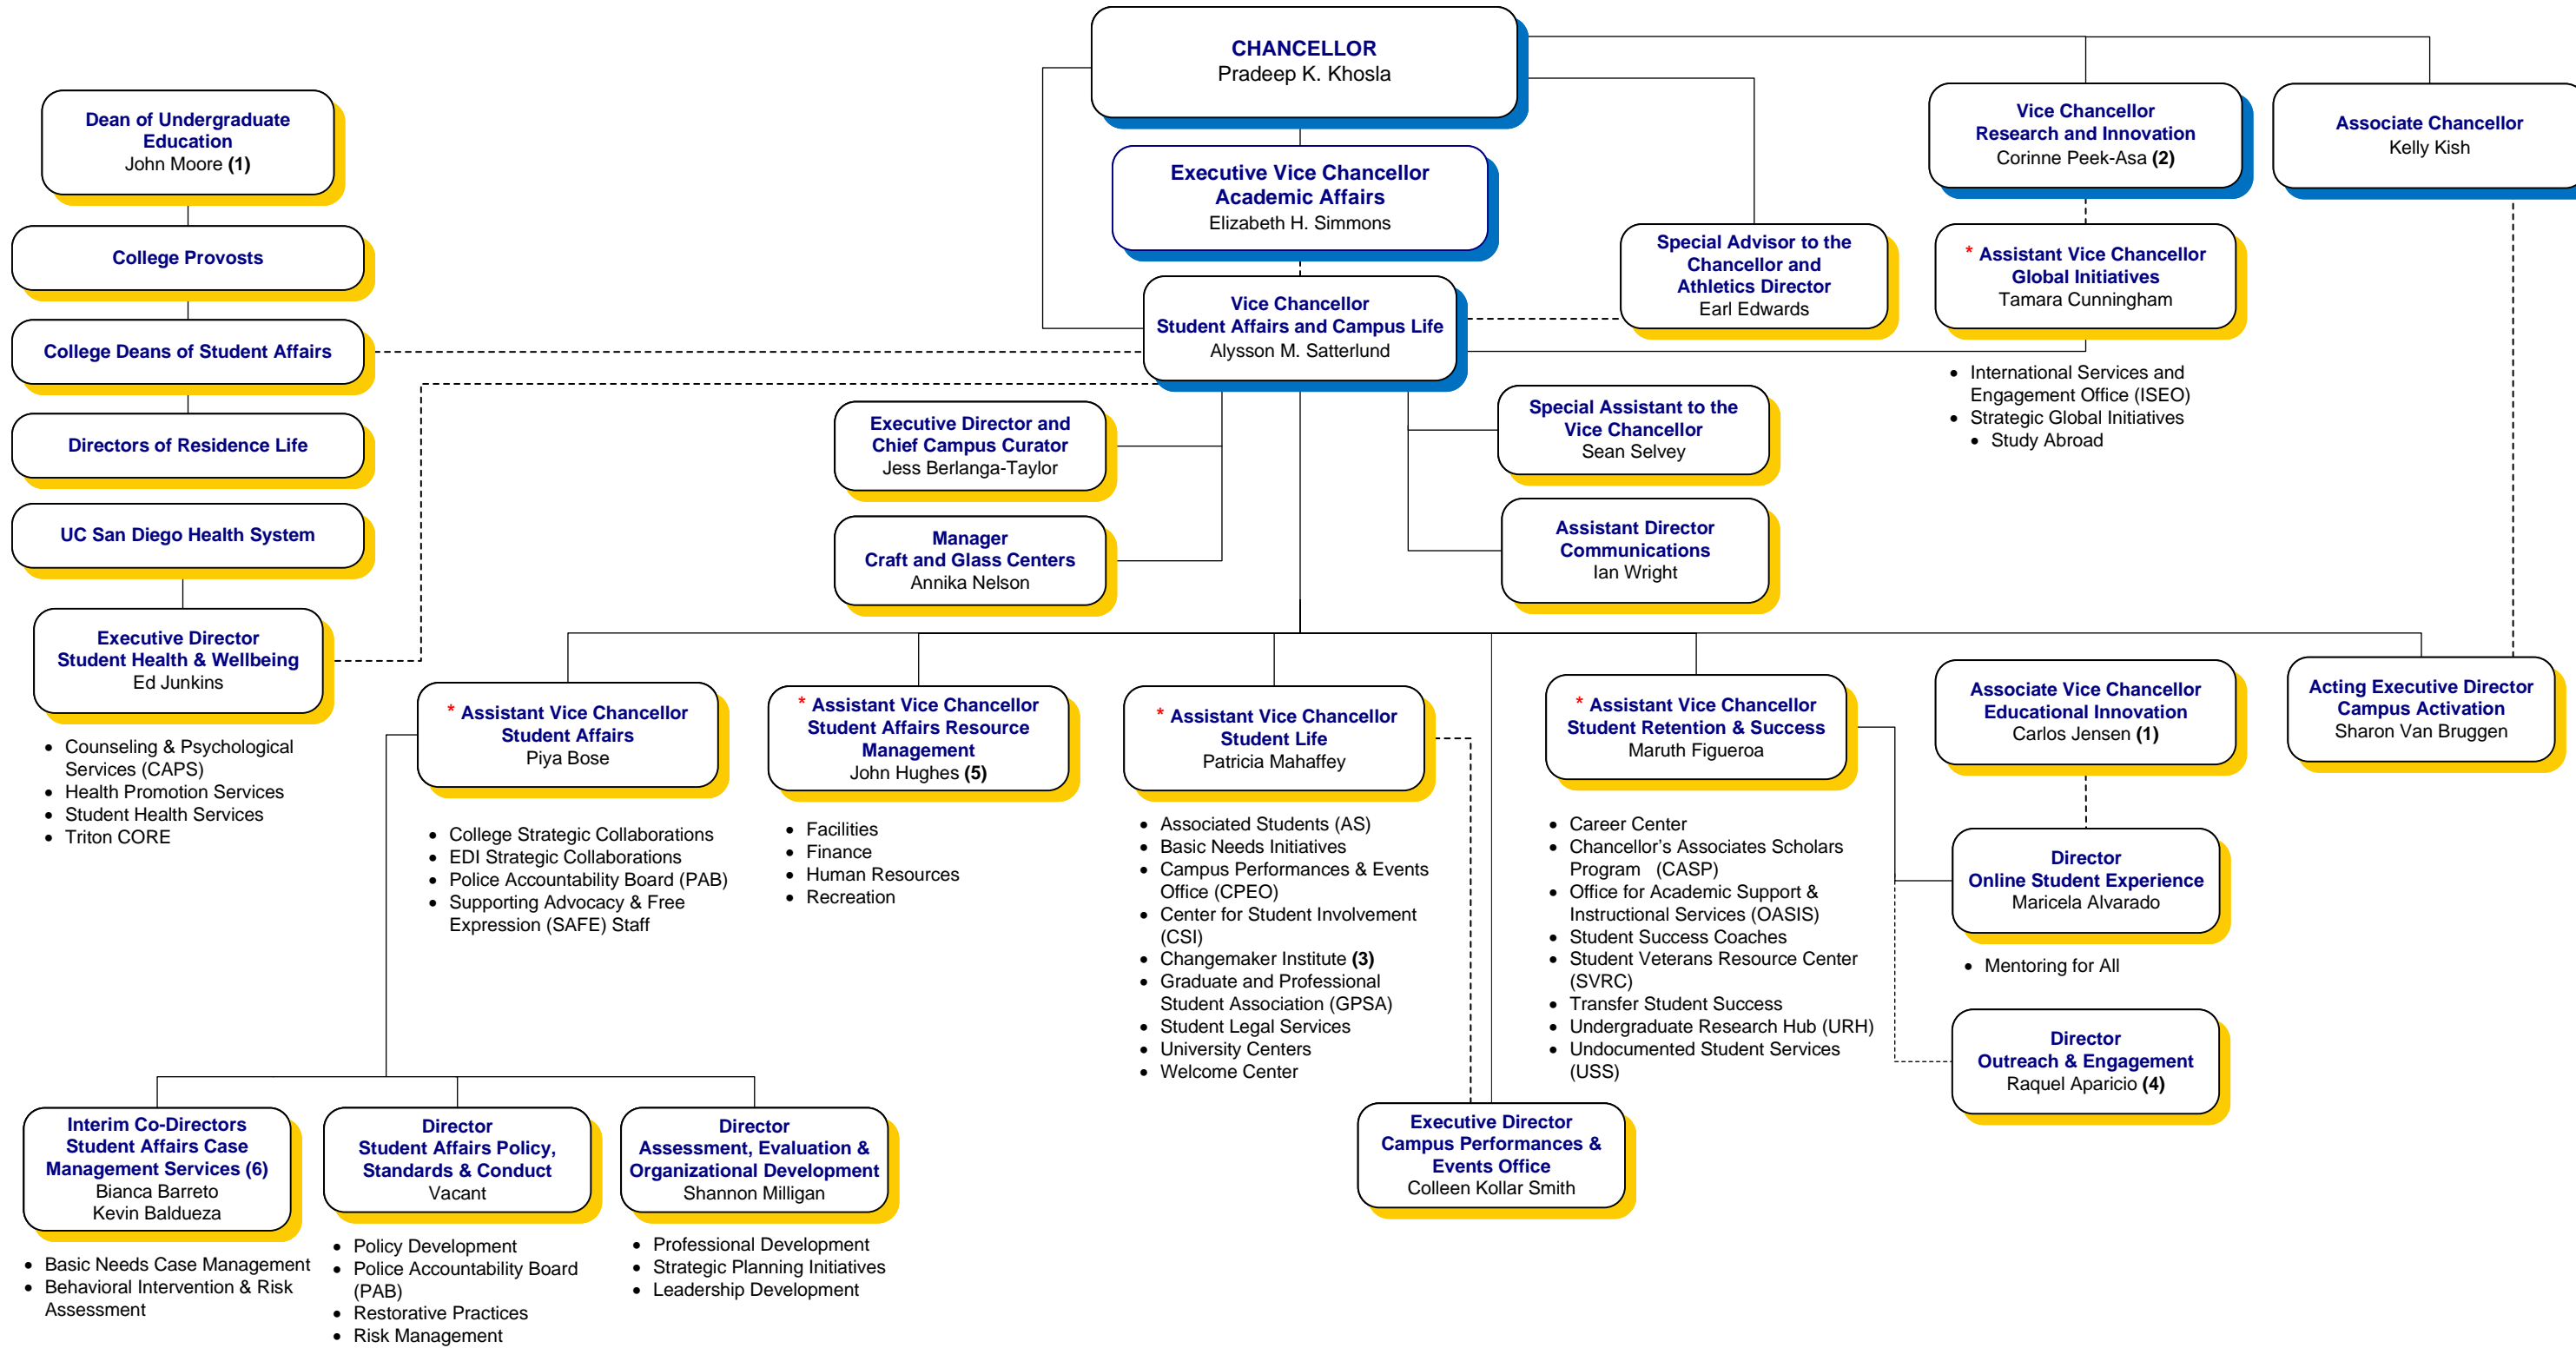 CHANCELLOR
Pradeep K. Khosla
Dean of Undergraduate
Education
John Moore (1)
College Provosts
College Deans of Student Affairs
Directors of Residence Life
UC San Diego Health System
Executive Director
Student Health & Wellbeing
Ed Junkins
• Counseling & Psychological
Services (CAPS)
• Health Promotion Services
• Student Health Services
• Triton CORE
Executive Vice Chancellor
Academic Affairs
Elizabeth H. Simmons
Vice Chancellor
Student Affairs and Campus Life
Alysson M. Satterlund
Special Advisor to the
Chancellor and
Athletics Director
Earl Edwards
Vice Chancellor
Research and Innovation
Corinne Peek-Asa (2)
Associate Chancellor
Kelly Kish
* Assistant Vice Chancellor
Global Initiatives
Tamara Cunningham
• International Services and
Engagement Office (ISEO)
• Strategic Global Initiatives
• Study Abroad
Executive Director and
Chief Campus Curator
Jess Berlanga-Taylor
Manager
Craft and Glass Centers
Annika Nelson
Special Assistant to the
Vice Chancellor
Sean Selvey
Assistant Director
Communications
Ian Wright
* Assistant Vice Chancellor
Student Affairs
Piya Bose
• College Strategic Collaborations
• EDI Strategic Collaborations
• Police Accountability Board (PAB)
• Supporting Advocacy & Free
Expression (SAFE) Staff
* Assistant Vice Chancellor
Student Affairs Resource
Management
John Hughes (5)
• Facilities
• Finance
• Human Resources
• Recreation
* Assistant Vice Chancellor
Student Life
Patricia Mahaffey
• Associated Students (AS)
• Basic Needs Initiatives
• Campus Performances & Events
Office (CPEO)
• Center for Student Involvement
(CSI)
• Changemaker Institute (3)
• Graduate and Professional
Student Association (GPSA)
• Student Legal Services
• University Centers
• Welcome Center
* Assistant Vice Chancellor
Student Retention & Success
Maruth Figueroa
• Career Center
• Chancellor's Associates Scholars
Program (CASP)
• Office for Academic Support &
Instructional Services (OASIS)
• Student Success Coaches
• Student Veterans Resource Center
(SVRC)
• Transfer Student Success
• Undergraduate Research Hub (URH)
• Undocumented Student Services
(USS)
Associate Vice Chancellor
Educational Innovation
Carlos Jensen (1)
Acting Executive Director
Campus Activation
Sharon Van Bruggen
Director
Online Student Experience
Maricela Alvarado
• Mentoring for All
Director
Outreach & Engagement
Raquel Aparicio (4)
Interim Co-Directors
Student Affairs Case
Management Services (6)
Bianca Barreto
Kevin Baldueza
• Basic Needs Case Management
• Behavioral Intervention & Risk
Assessment
Director
Student Affairs Policy,
Standards & Conduct
Vacant
• Policy Development
• Police Accountability Board
(PAB)
• Restorative Practices
• Risk Management
Director
Assessment, Evaluation &
Organizational Development
Shannon Milligan
• Professional Development
• Strategic Planning Initiatives
• Leadership Development
Executive Director
Campus Performances &
Events Office
Colleen Kollar Smith